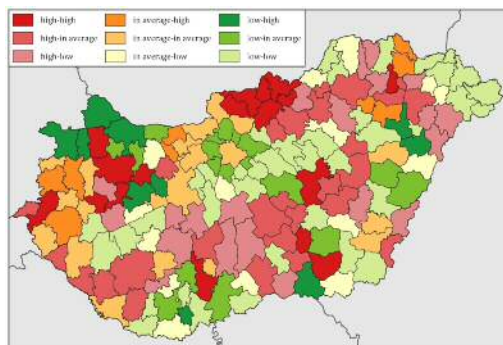 high-high
in average-high
low-high
high-in average
in average-in average
low-in average
high-low
in average-low
low-low